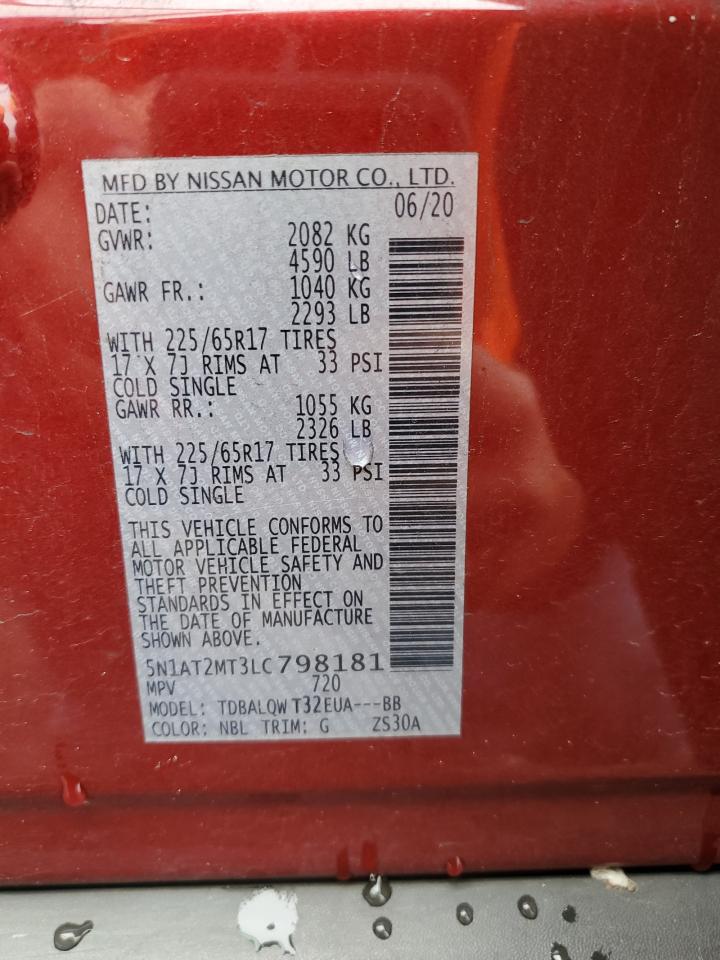 MFD BY NISSAN MOTOR CO., LTD.
DATE: 06/20
GVWR: 2082 KG
4590 LB
GAWR FR.: 1040 KG
2293 LB
WITH 225/65R17 TIRES
17 X 7J RIMS AT 33 PSI
COLD SINGLE
GAWR RR.: 1055 KG
2326 LB
WITH 225/65R17 TIRES
17 X 7J RIMS AT 33 PSI
COLD SINGLE
THIS VEHICLE CONFORMS TO
ALL APPLICABLE FEDERAL
MOTOR VEHICLE SAFETY AND
THEFT PREVENTION
STANDARDS IN EFFECT ON
THE DATE OF MANUFACTURE
SHOWN ABOVE.
5N1AT2MT3LC798181
MPV 720
MODEL: TDBALQW T32EUA---BB
COLOR: NBL TRIM: G ZS30A